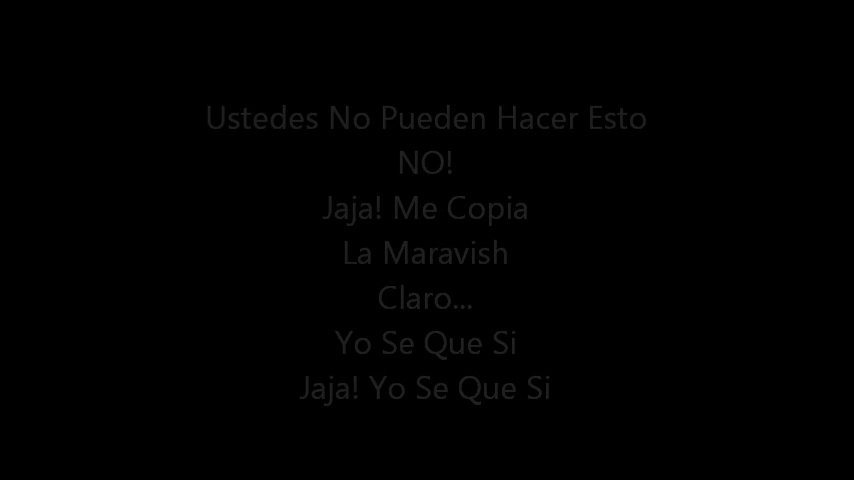 Ustedes No Pueden Hacer Esto
NO!
Jaja! Me Copia
La Maravish
Claro...
Yo Se Que Si
Jaja! Yo Se Que Si